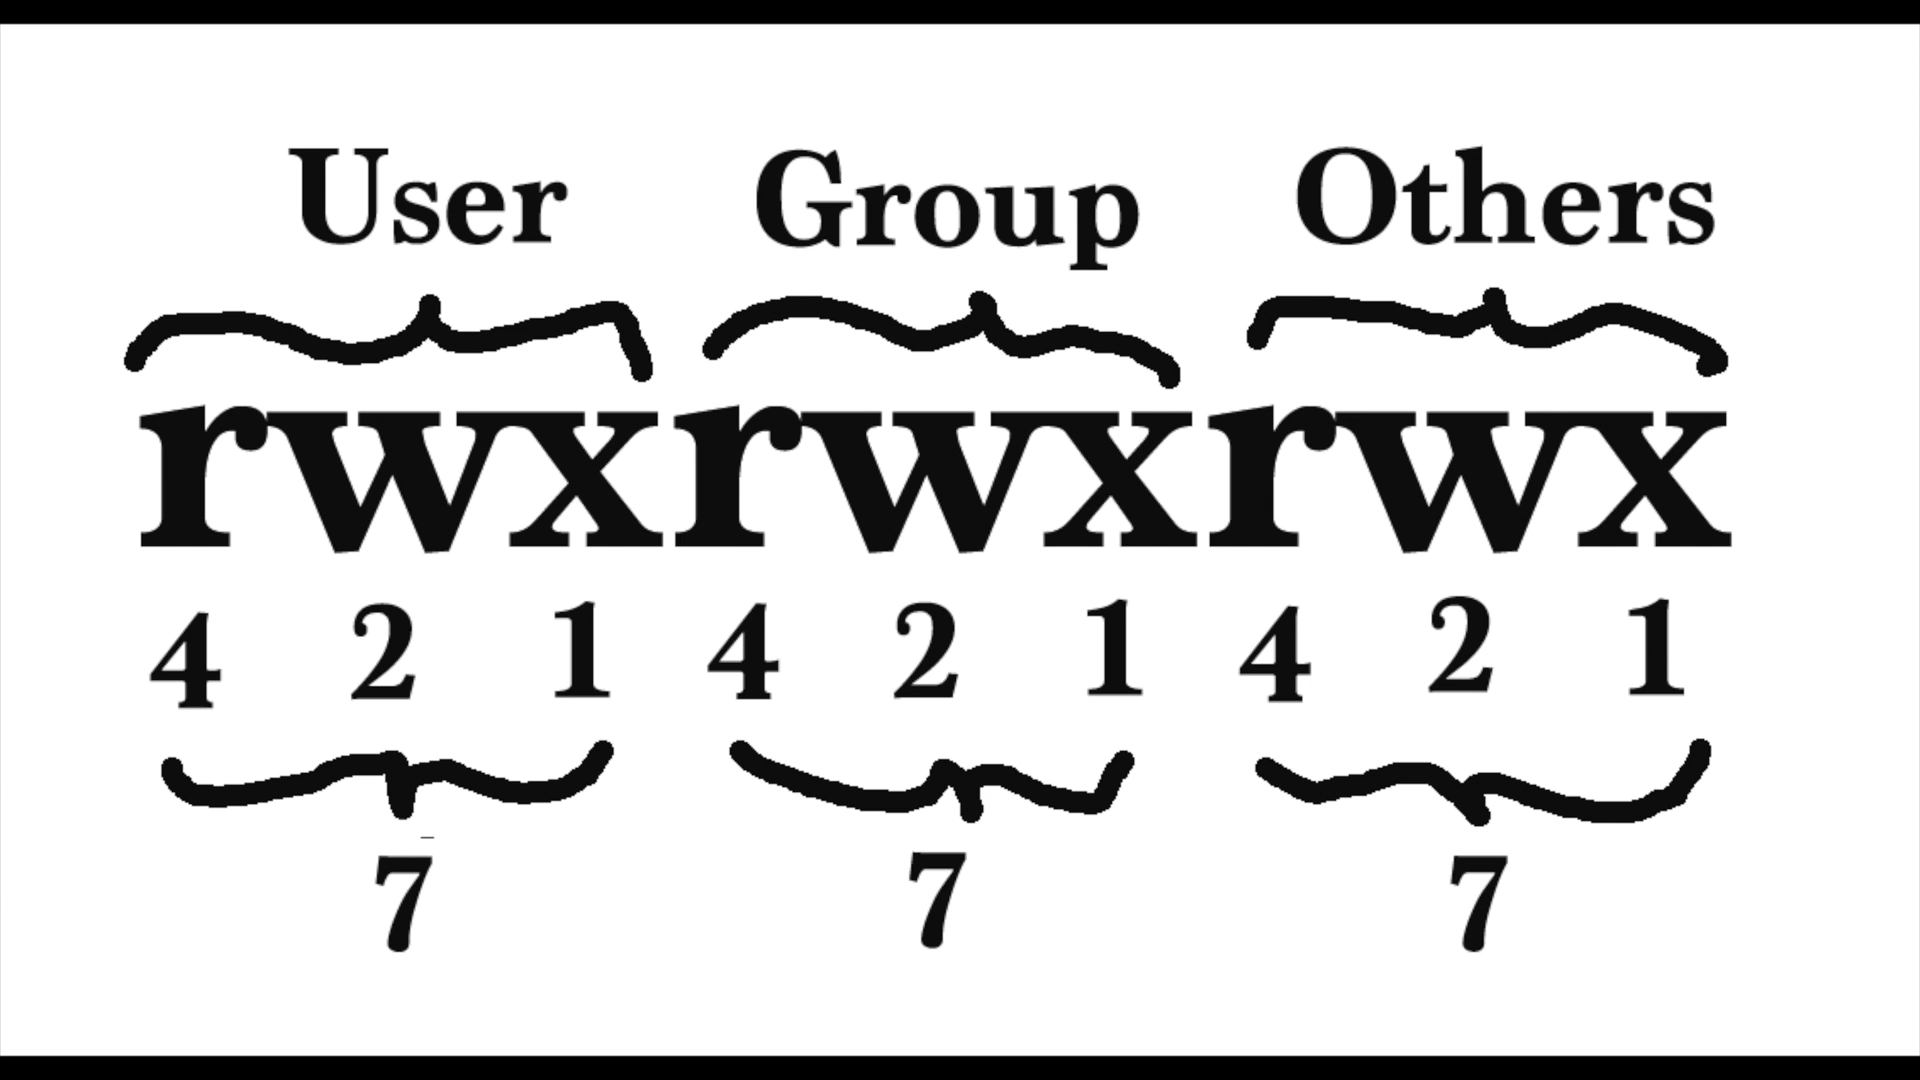 User Group Others
rwxrwxrwx
4 2 1 4 2 1 4 2 1
7 7 7